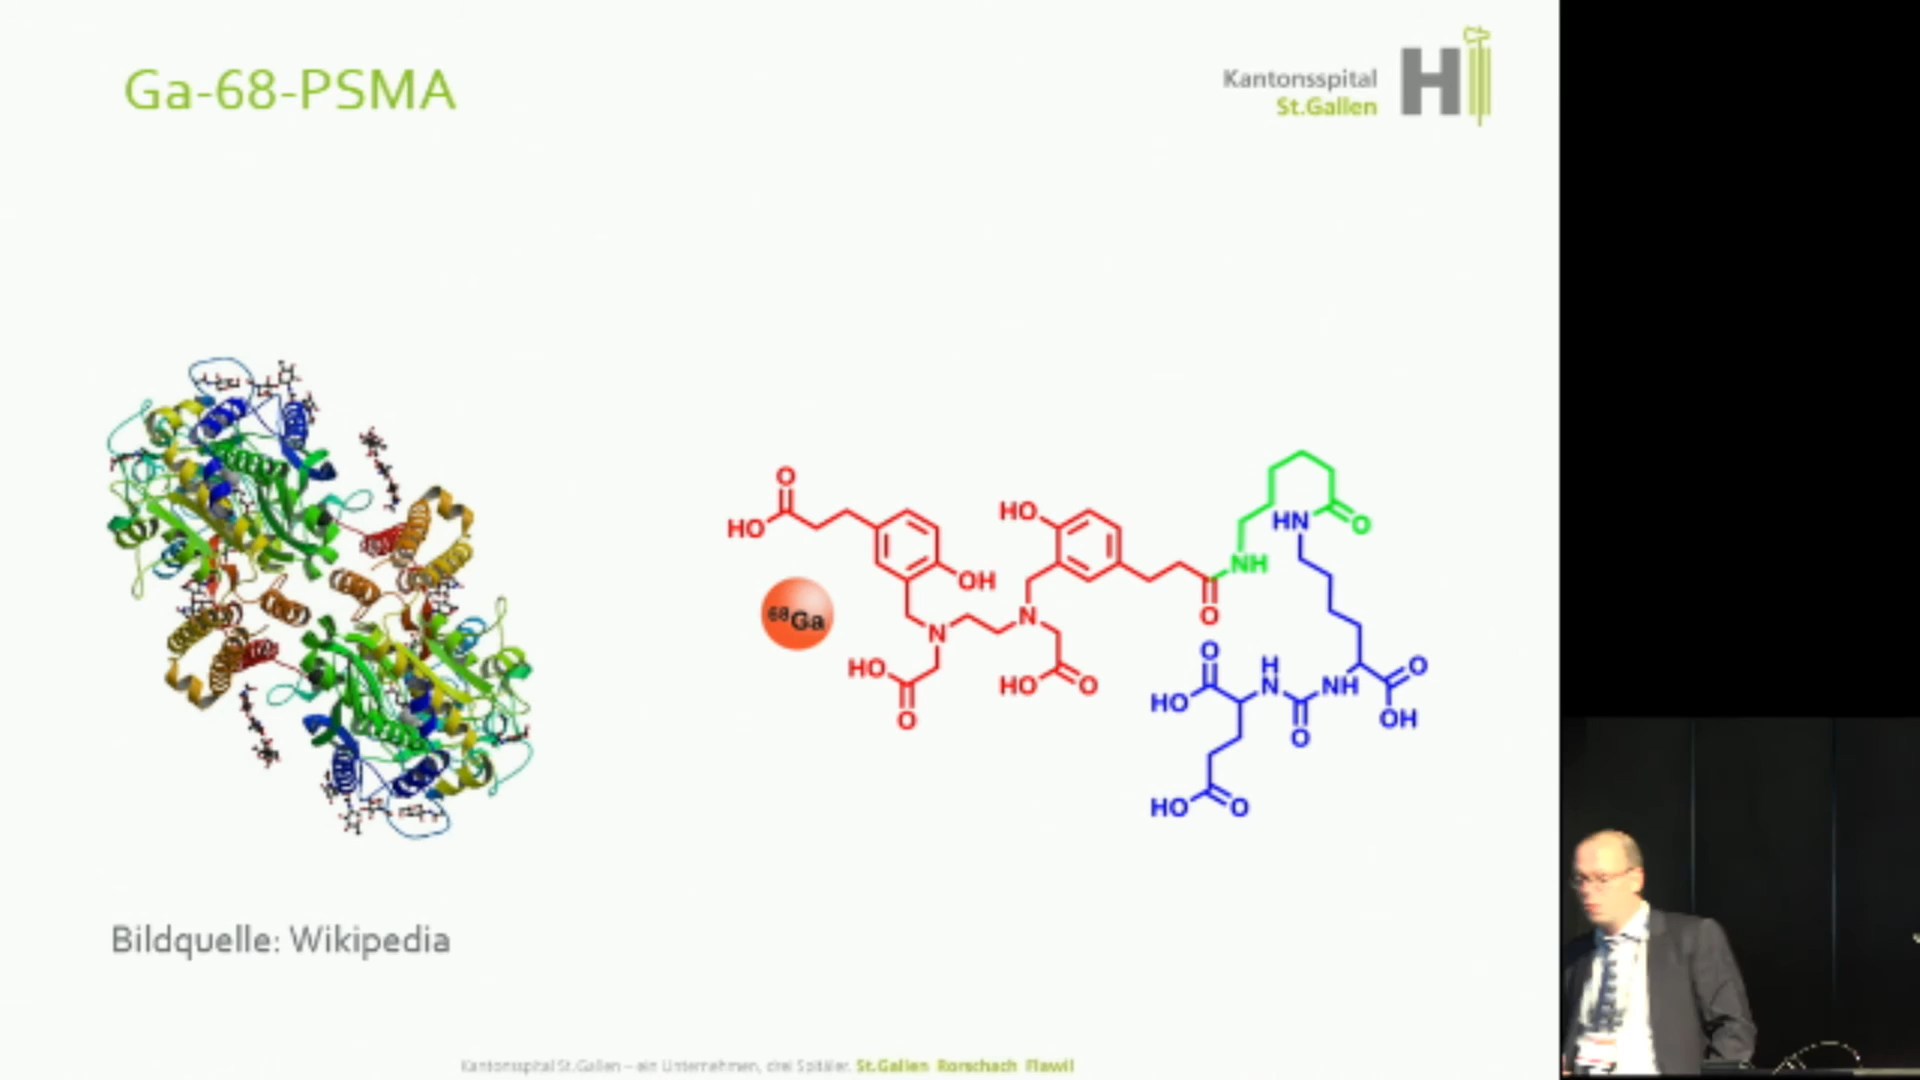 Ga-68-PSMA
Kantonsspital
St.Gallen
H
O
HO
OH
HO
O
NH
HN
O
⁶⁸Ga
N
N
HO
O
HO
O
O
HO
H
N
NH
O
O
OH
HO
O
Bildquelle: Wikipedia
Kantonsspital St.Gallen – ein Unternehmen, drei Spitäler. St.Gallen Rorschach Flawil